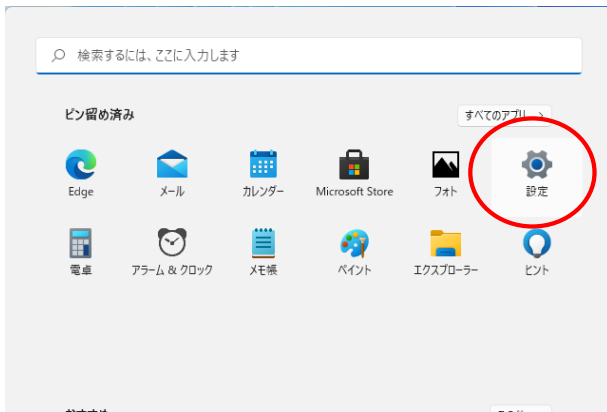 検索するには、ここに入力します
ピン留め済み すべてのアプリ >
Edge メール カレンダー Microsoft Store フォト 設定
電卓 アラーム & クロック メモ帳 ペイント エクスプローラー ヒント